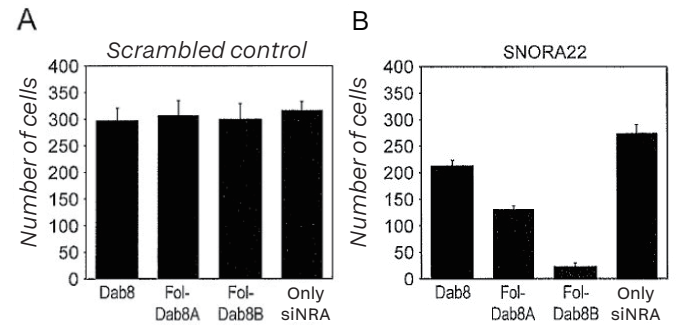 A
Scrambled control
Number of cells
400
350
300
250
200
150
100
50
0
Dab8
Fol-
Dab8A
Fol-
Dab8B
Only
siNRA
B
SNORA22
Number of cells
400
350
300
250
200
150
100
50
0
Dab8
Fol-
Dab8A
Fol-
Dab8B
Only
siNRA